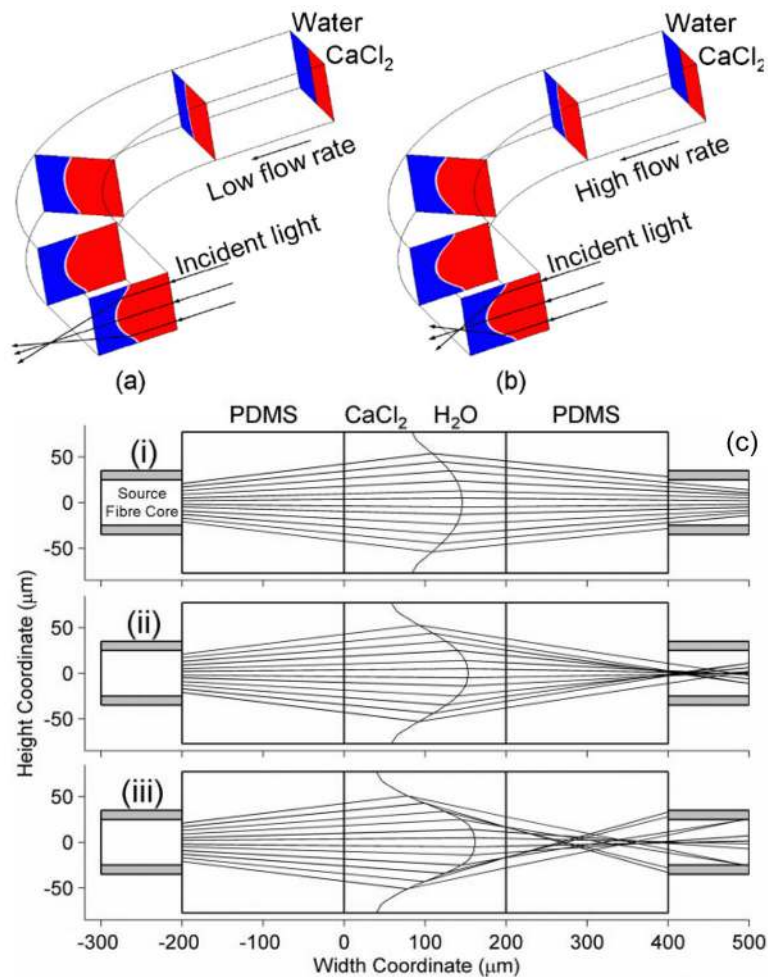 Water
CaCl₂
Low flow rate
Incident light
(a)
Water
CaCl₂
High flow rate
Incident light
(b)
PDMS CaCl₂ H₂O PDMS
(c)
(i)
Source
Fibre Core
50
0
-50
(ii)
50
0
-50
(iii)
50
0
-50
Height Coordinate (μm)
-300 -200 -100 0 100 200 300 400 500
Width Coordinate (μm)